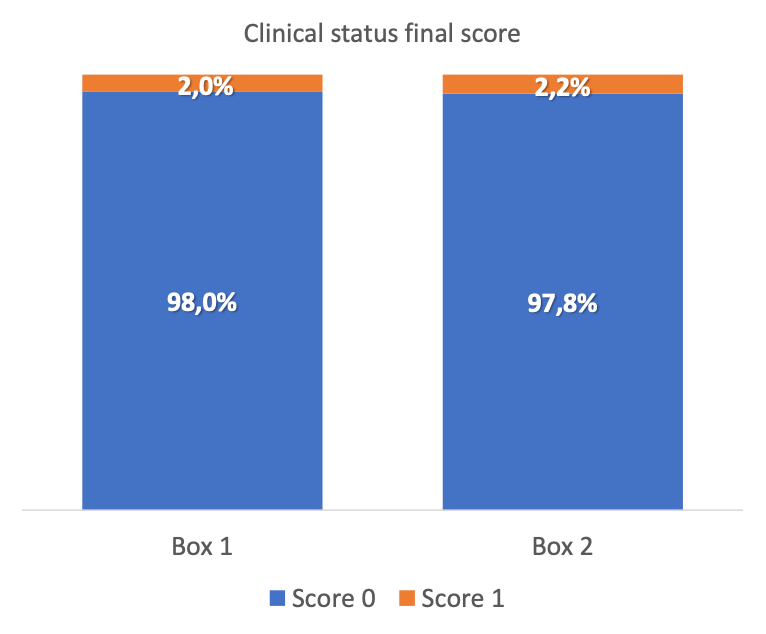 Clinical status final score
2,0% 2,2%
98,0% 97,8%
Box 1 Box 2
Score 0 Score 1